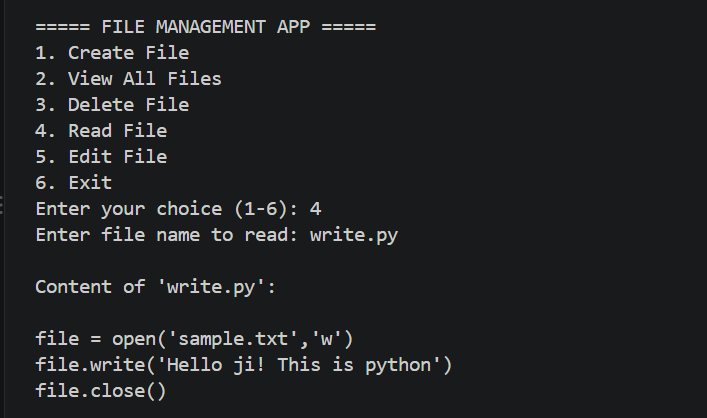 ===== FILE MANAGEMENT APP =====
1. Create File
2. View All Files
3. Delete File
4. Read File
5. Edit File
6. Exit
Enter your choice (1-6): 4
Enter file name to read: write.py
Content of 'write.py':
file = open('sample.txt','w')
file.write('Hello ji! This is python')
file.close()